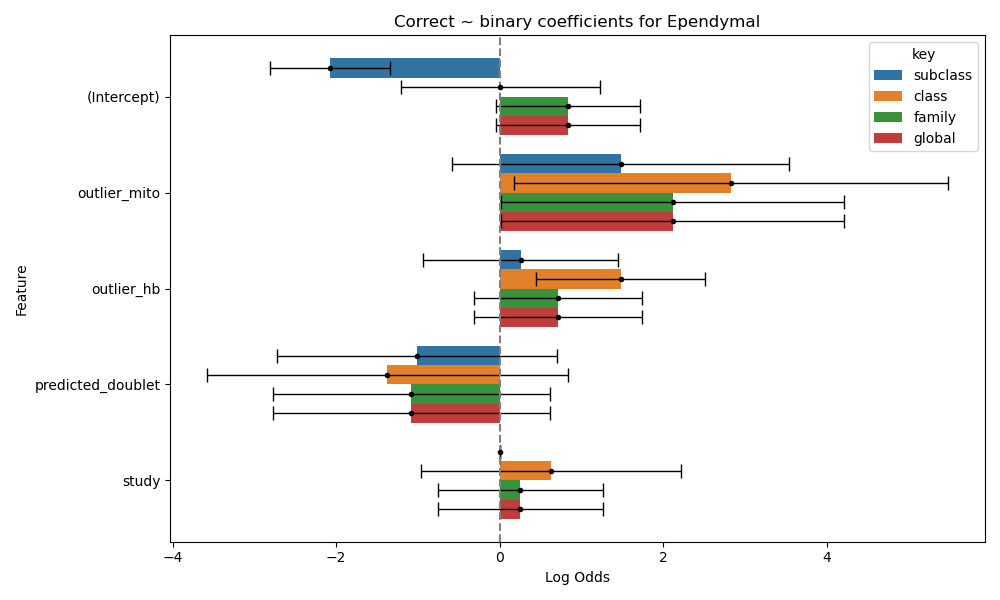 Correct ~ binary coefficients for Ependymal
key
subclass
class
family
global
(Intercept)
outlier_mito
outlier_hb
predicted_doublet
study
Feature
−4
−2
0
2
4
Log Odds